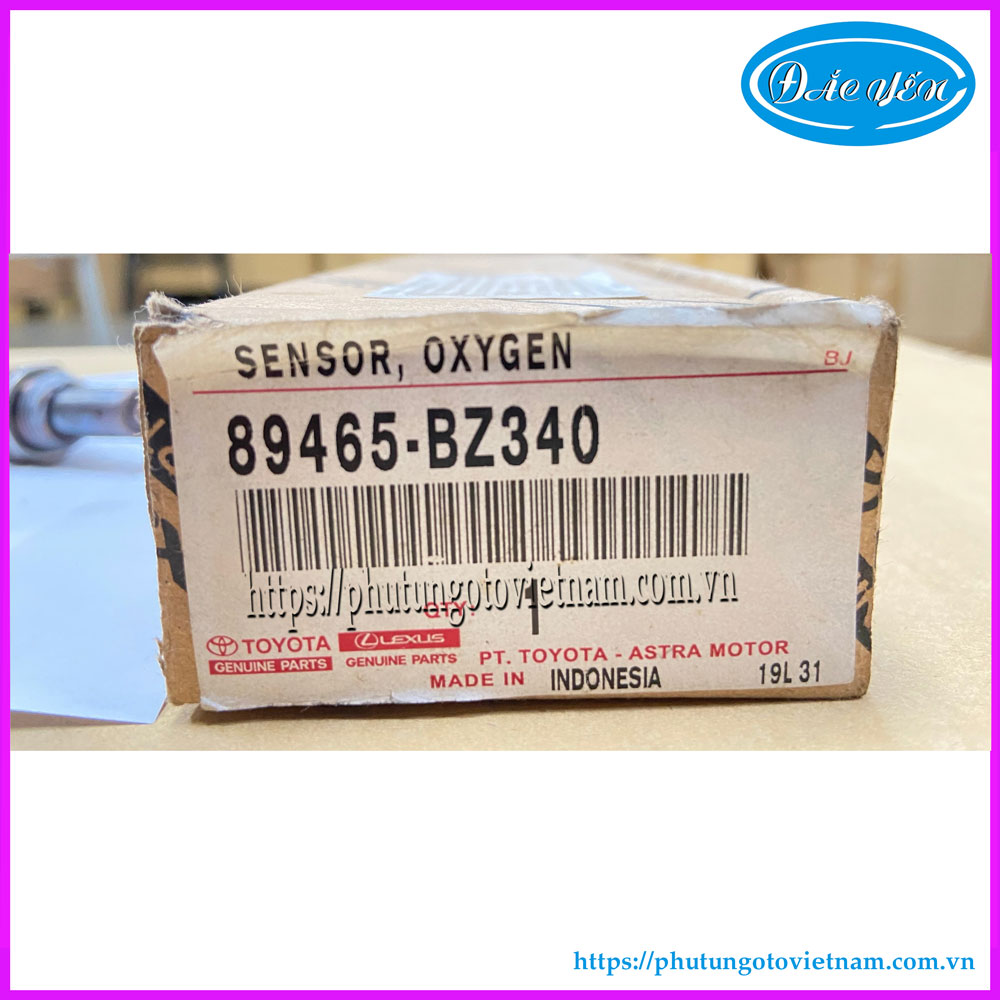 ĐẮC YẾN
SENSOR, OXYGEN
BJ
89465-BZ340
https://phutungotovietnam.com.vn
QTY: 1
TOYOTA
GENUINE PARTS
LEXUS
GENUINE PARTS
PT. TOYOTA - ASTRA MOTOR
MADE IN INDONESIA
19L 31
https://phutungotovietnam.com.vn